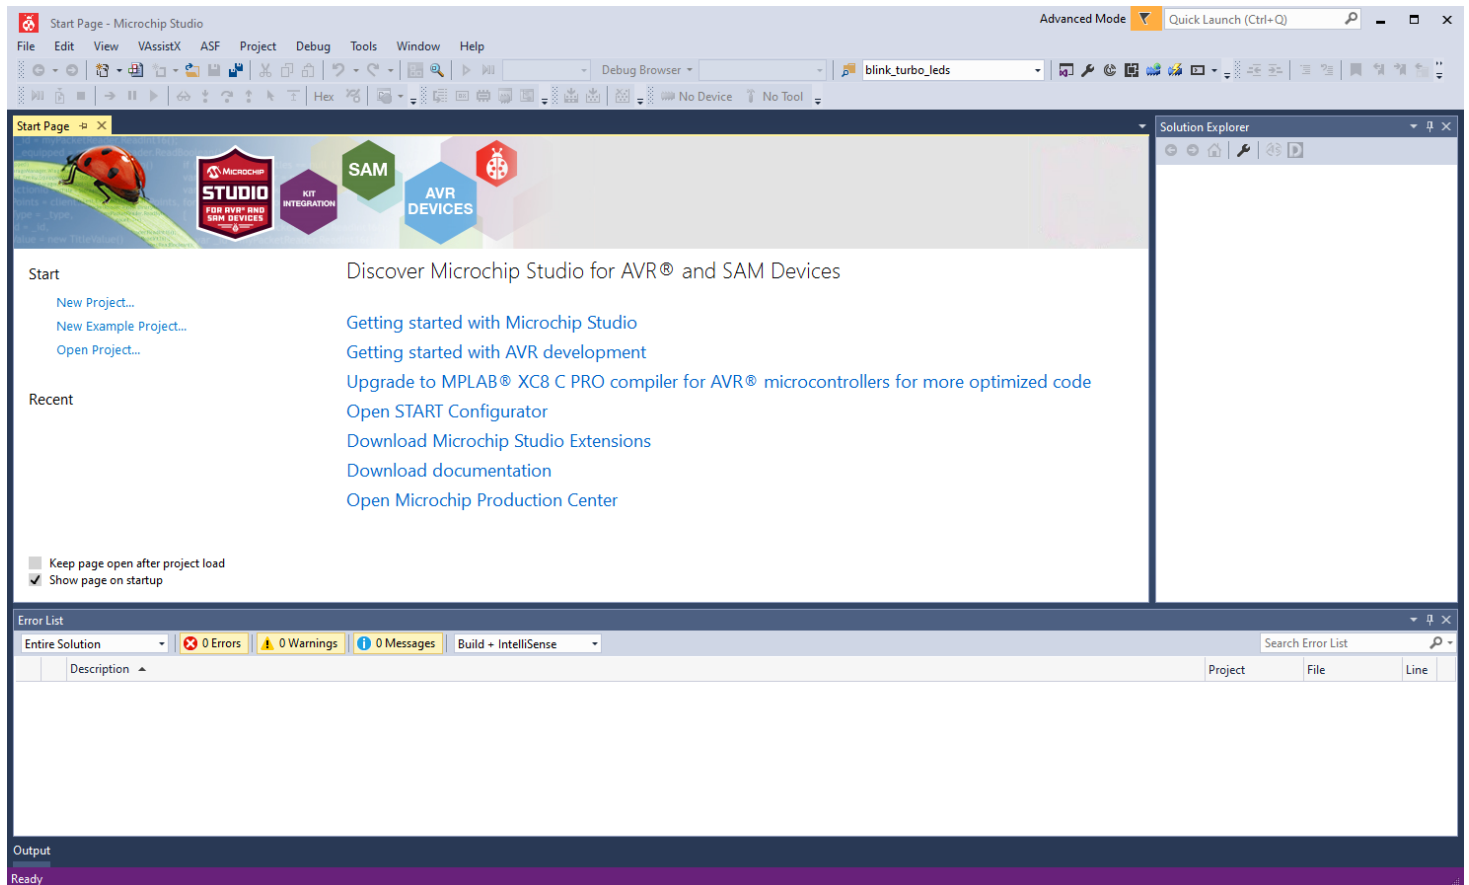 Start Page - Microchip Studio
Advanced Mode
Quick Launch (Ctrl+Q)
File Edit View VAssistX ASF Project Debug Tools Window Help
Debug Browser
blink_turbo_leds
Hex
No Device
No Tool
Start Page
Solution Explorer
MICROCHIP
STUDIO
FOR AVR® AND
SAM DEVICES
KIT
INTEGRATION
SAM
AVR
DEVICES
Start
New Project...
New Example Project...
Open Project...
Recent
Discover Microchip Studio for AVR® and SAM Devices
Getting started with Microchip Studio
Getting started with AVR development
Upgrade to MPLAB® XC8 C PRO compiler for AVR® microcontrollers for more optimized code
Open START Configurator
Download Microchip Studio Extensions
Download documentation
Open Microchip Production Center
Keep page open after project load
Show page on startup
Error List
Entire Solution
0 Errors
0 Warnings
0 Messages
Build + IntelliSense
Search Error List
Description
Project
File
Line
Output
Ready